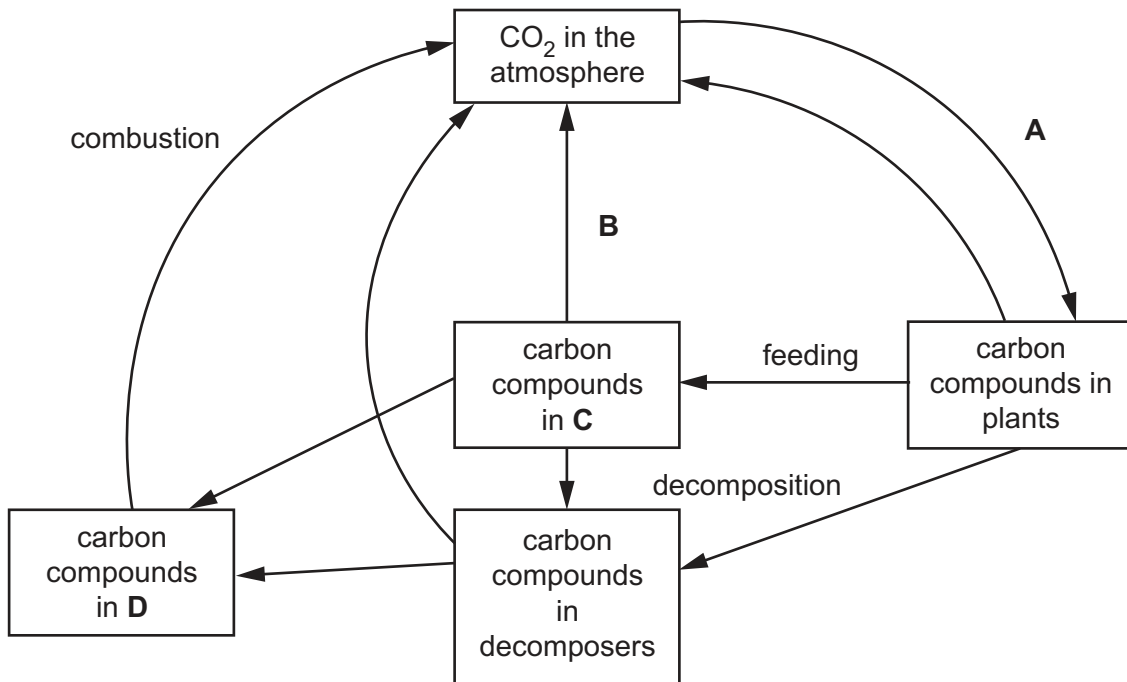 CO2 in the
atmosphere
combustion
A
B
carbon
compounds
in C
feeding
carbon
compounds in
plants
decomposition
carbon
compounds
in D
carbon
compounds
in
decomposers